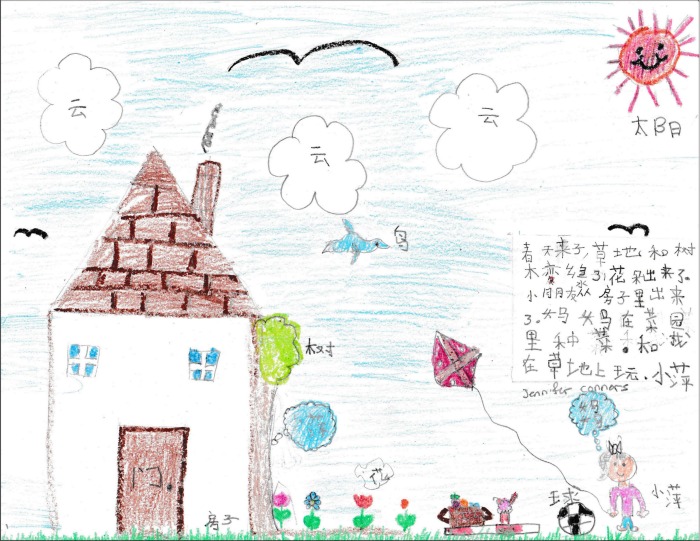 云
云
云
太阳
鸟
春天来了,草地和树
木变绿了,花朵出来了。
小朋友从房子里出来
了.妈妈在菜园
里种菜。和我
在草地上玩.小萍
Jennifer Conners
树
花
门
房子
球
小萍